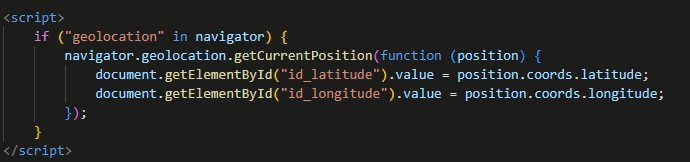 <script>
if ("geolocation" in navigator) {
navigator.geolocation.getCurrentPosition(function (position) {
document.getElementById("id_latitude").value = position.coords.latitude;
document.getElementById("id_longitude").value = position.coords.longitude;
});
}
</script>